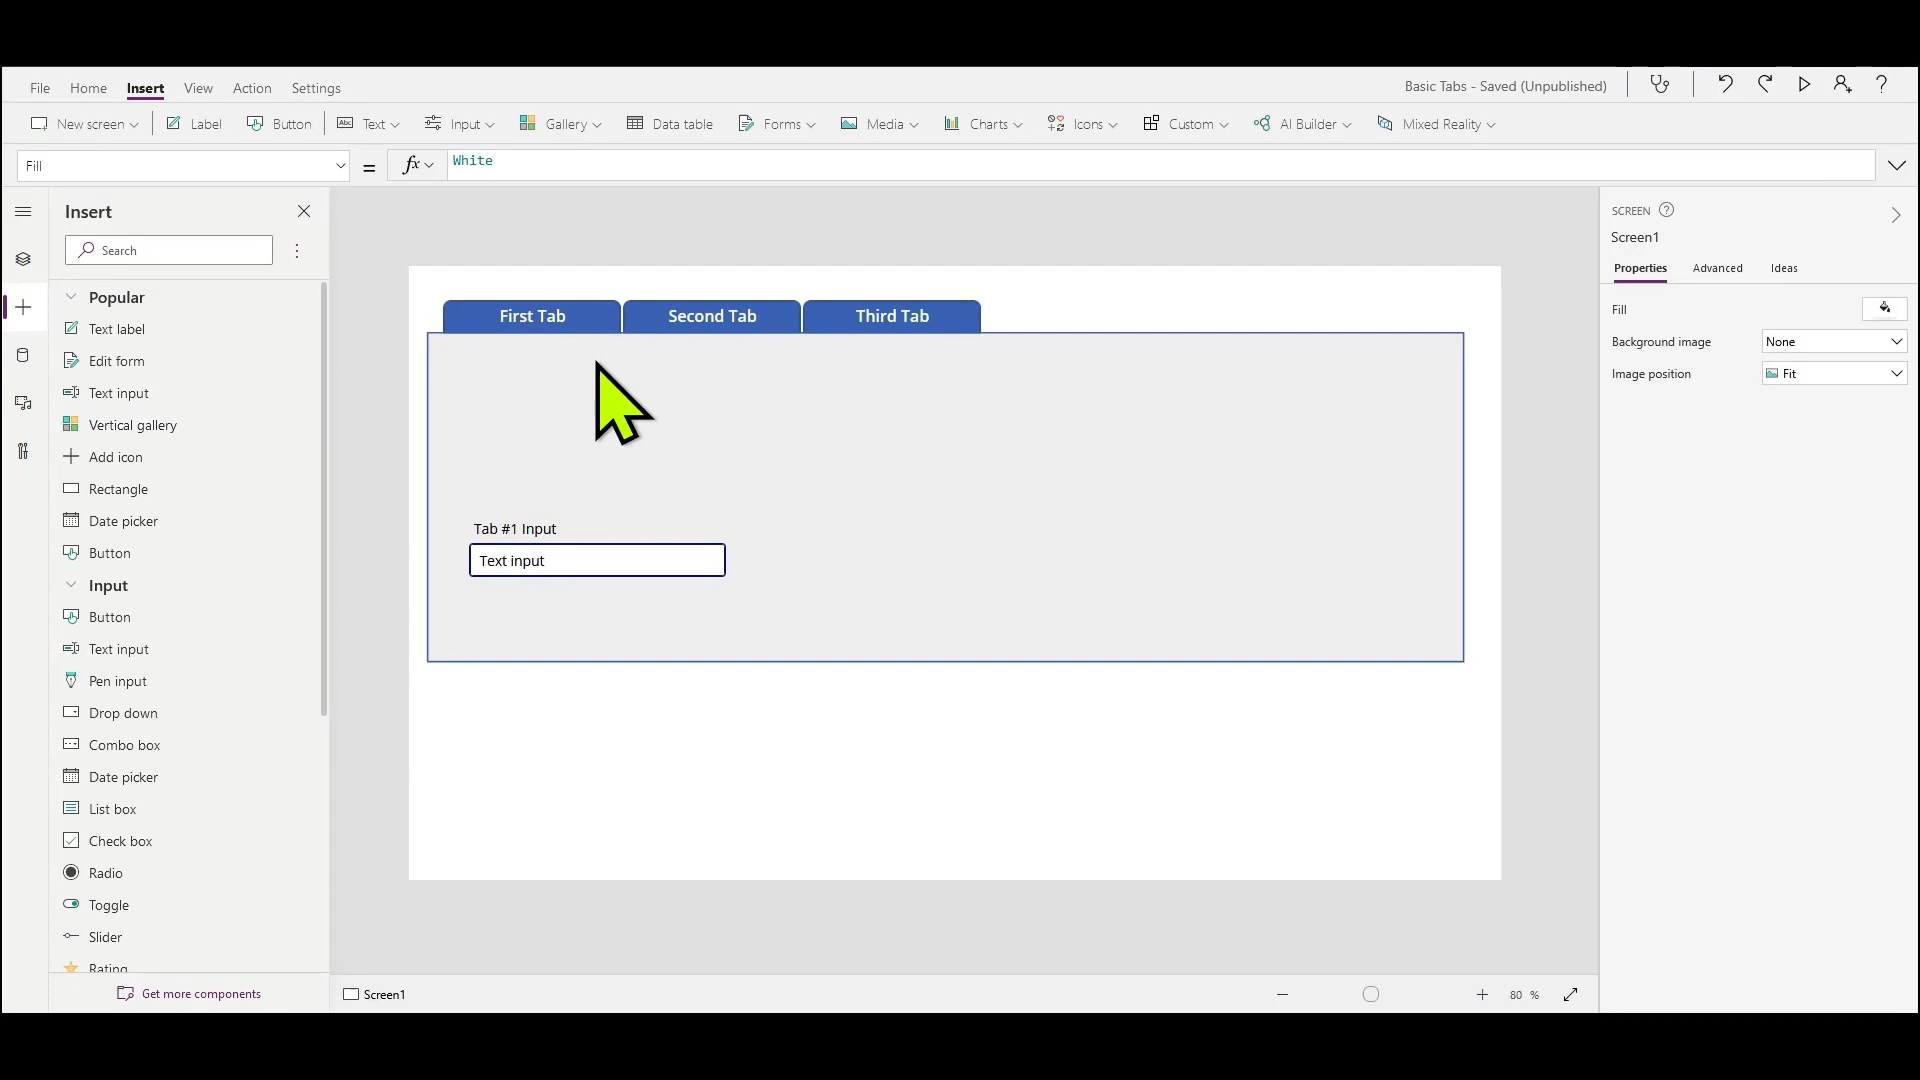 File Home Insert View Action Settings
Basic Tabs - Saved (Unpublished)
New screen Label Button Text Input Gallery Data table Forms Media Charts Icons Custom AI Builder Mixed Reality
Fill = fx White
Insert
Search
Popular
Text label
Edit form
Text input
Vertical gallery
Add icon
Rectangle
Date picker
Button
Input
Button
Text input
Pen input
Drop down
Combo box
Date picker
List box
Check box
Radio
Toggle
Slider
Rating
Get more components
First Tab Second Tab Third Tab
Tab #1 Input
Text input
Screen1
80 %
SCREEN
Screen1
Properties Advanced Ideas
Fill
Background image None
Image position Fit